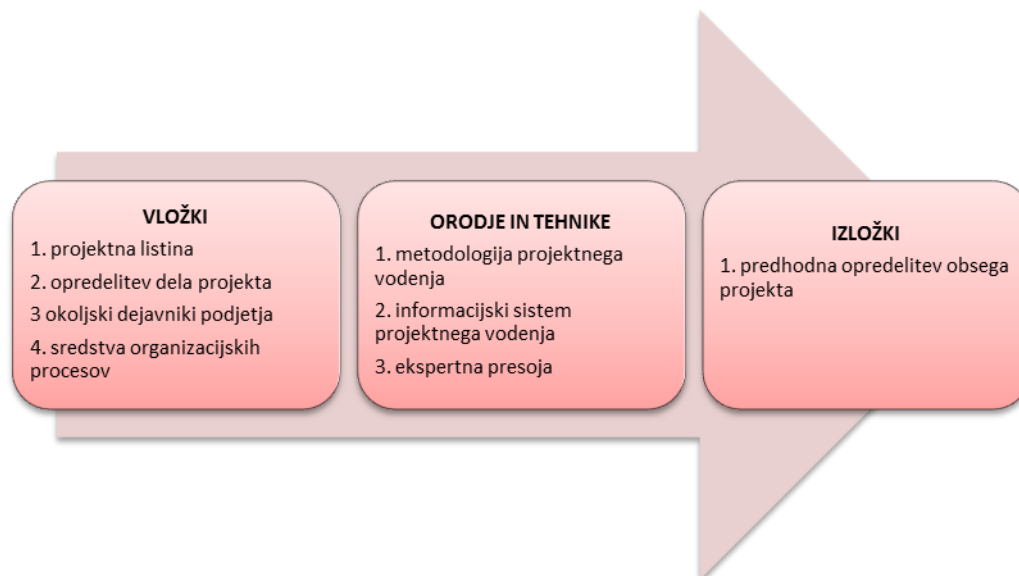 VLOŽKI
1. projektna listina
2. opredelitev dela projekta
3 okoljski dejavniki podjetja
4. sredstva organizacijskih
procesov
ORODJE IN TEHNIKE
1. metodologija projektnega
vodenja
2. informacijski sistem
projektnega vodenja
3. ekspertna presoja
IZLOŽKI
1. predhodna opredelitev obsega
projekta